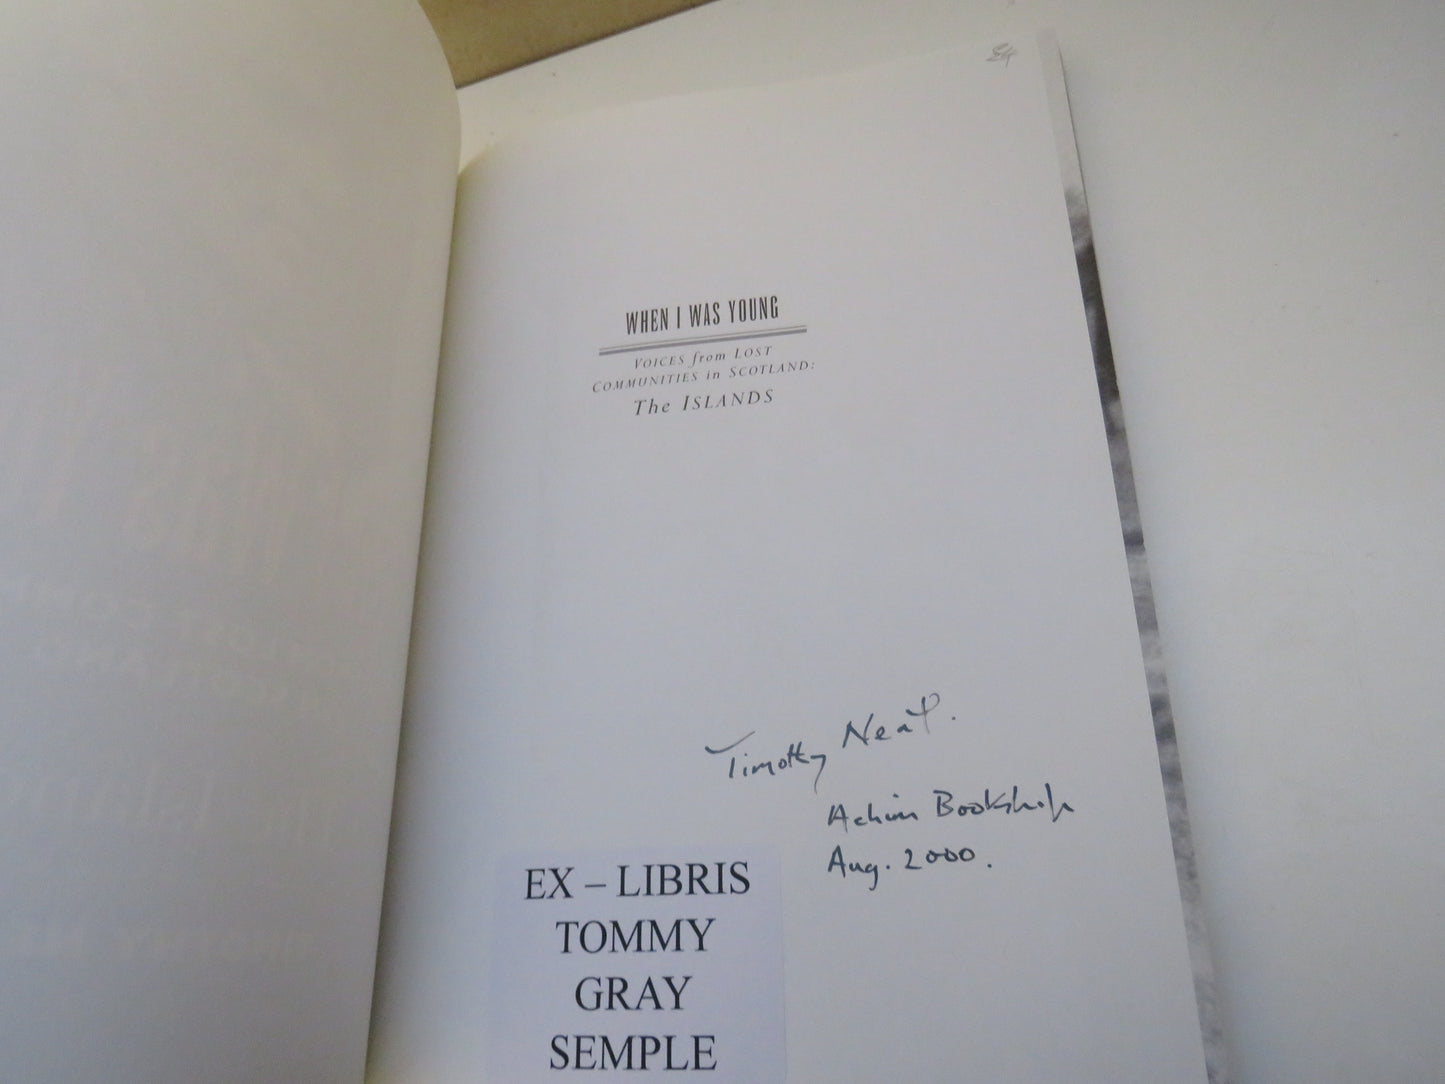 WHEN I WAS YOUNG
VOICES from LOST
COMMUNITIES in SCOTLAND:
The ISLANDS
Timothy Neat.
Achins Bookshop
Aug. 2000.
EX – LIBRIS
TOMMY
GRAY
SEMPLE